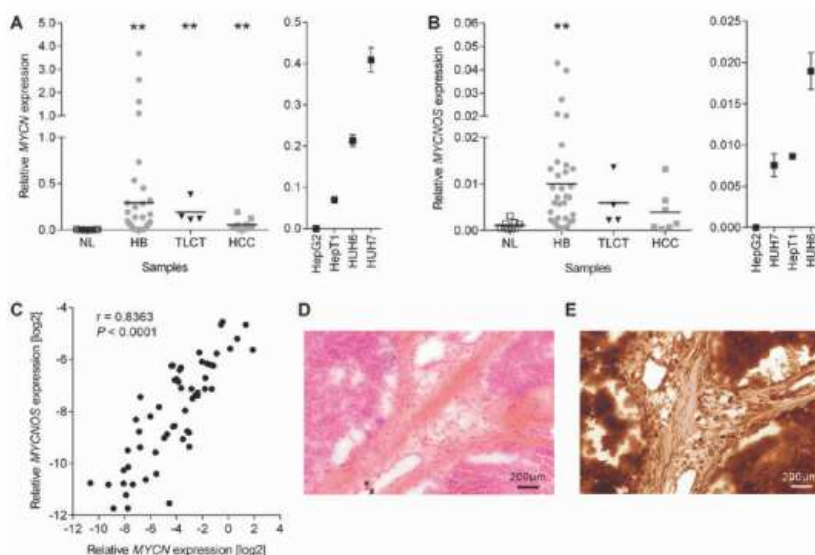 A
Relative MYCN expression
5.0
4.0
3.0
2.0
1.0
0.5
0.0
**
**
**
NL
HB
TLCT
HCC
Samples
0.5
0.4
0.3
0.2
0.1
0.0
HepG2
HepT1
HUH6
HUH7
B
Relative MYCNOS expression
0.06
0.05
0.04
0.03
0.02
0.01
0.00
**
NL
HB
TLCT
HCC
Samples
0.025
0.020
0.015
0.010
0.005
0.000
HepG2
HUH7
HepT1
HUH6
C
Relative MYCNOS expression [log2]
-4
-6
-8
-10
-12
r = 0.8363
P < 0.0001
-12 -10 -8 -6 -4 -2 0 2 4
Relative MYCN expression [log2]
D
200µm
E
200µm